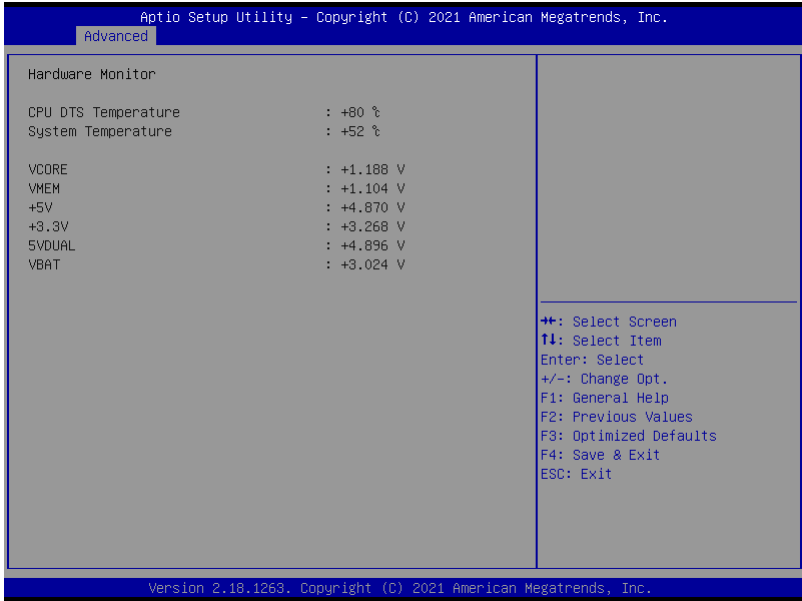 Aptio Setup Utility – Copyright (C) 2021 American Megatrends, Inc.
Advanced
Hardware Monitor
CPU DTS Temperature : +80 ℃
System Temperature : +52 ℃
VCORE : +1.188 V
VMEM : +1.104 V
+5V : +4.870 V
+3.3V : +3.268 V
5VDUAL : +4.896 V
VBAT : +3.024 V
→←: Select Screen
↑↓: Select Item
Enter: Select
+/-: Change Opt.
F1: General Help
F2: Previous Values
F3: Optimized Defaults
F4: Save & Exit
ESC: Exit
Version 2.18.1263. Copyright (C) 2021 American Megatrends, Inc.